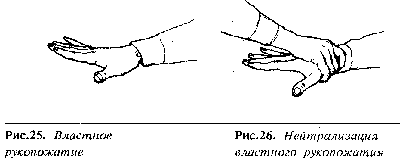 Рис.25. Властное
рукопожатие
Рис.26. Нейтрализация
властного рукопожатия